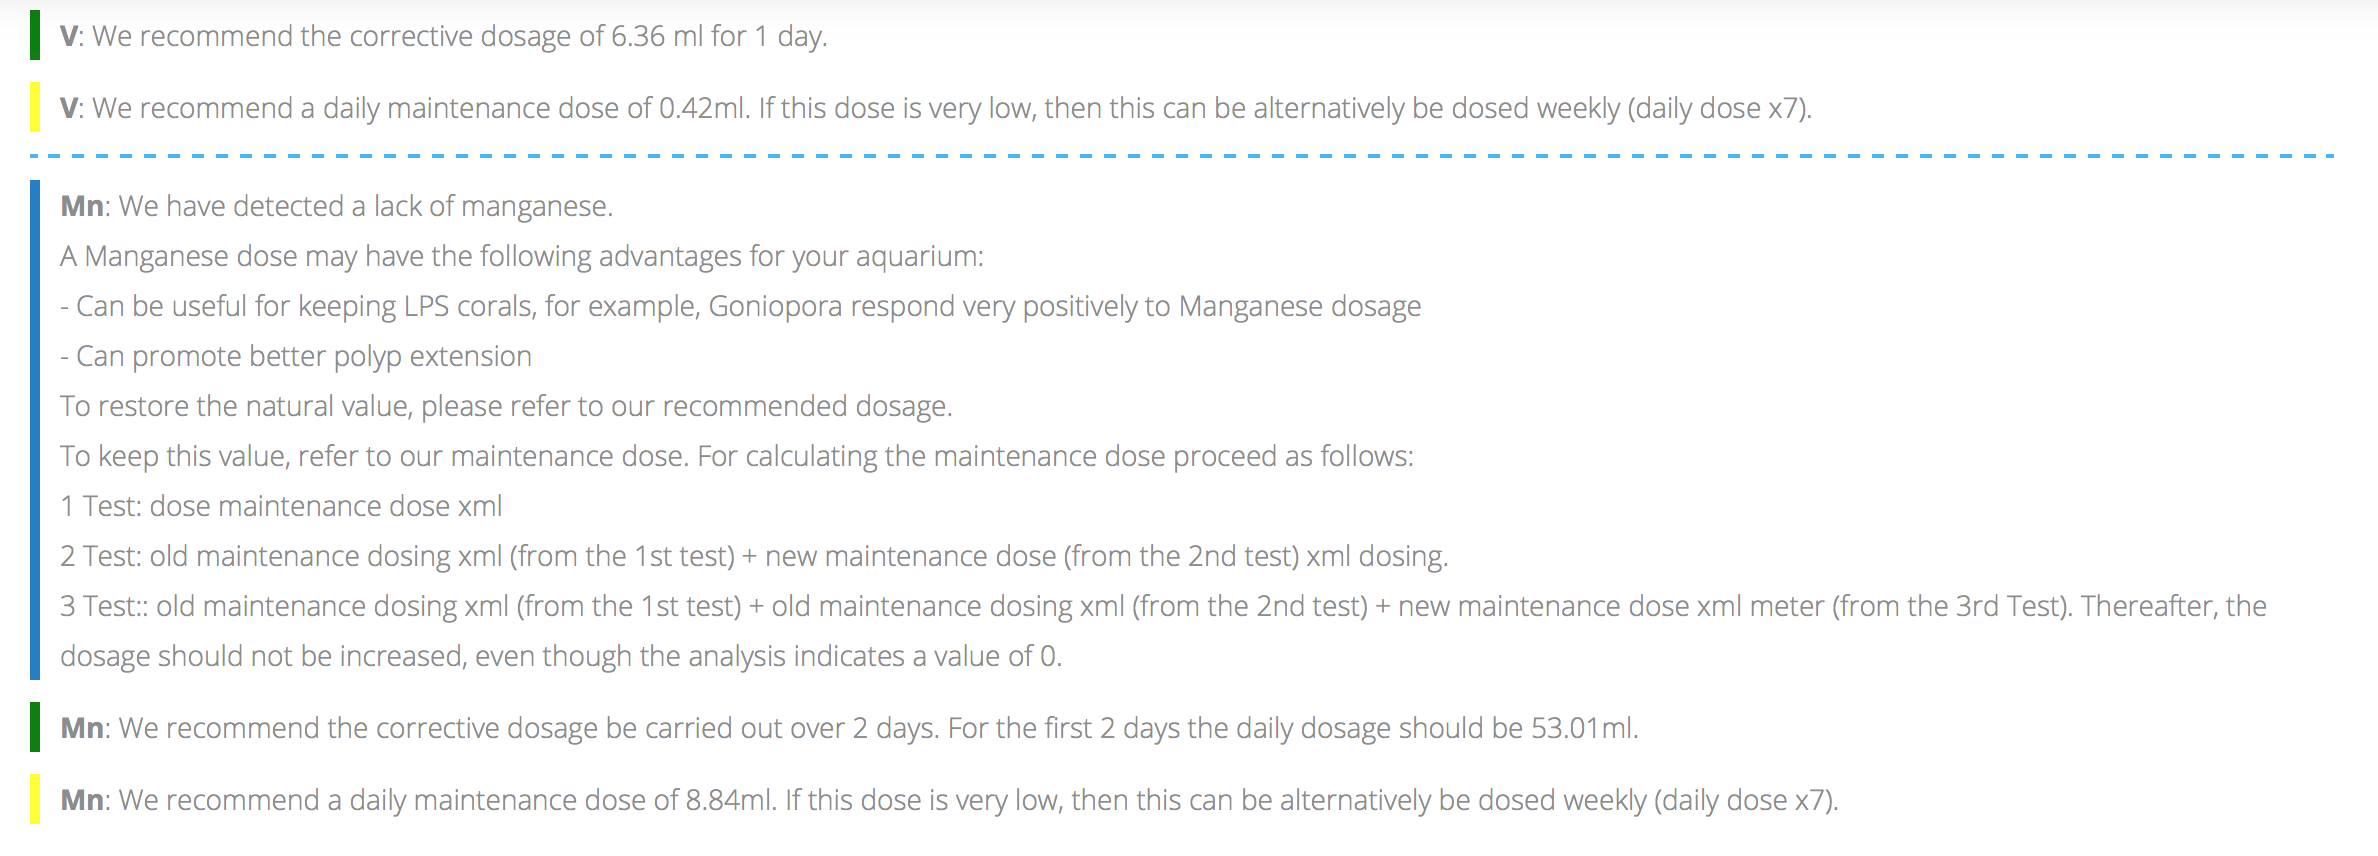 V: We recommend the corrective dosage of 6.36 ml for 1 day.
V: We recommend a daily maintenance dose of 0.42ml. If this dose is very low, then this can be alternatively be dosed weekly (daily dose x7).
Mn: We have detected a lack of manganese.
A Manganese dose may have the following advantages for your aquarium:
- Can be useful for keeping LPS corals, for example, Goniopora respond very positively to Manganese dosage
- Can promote better polyp extension
To restore the natural value, please refer to our recommended dosage.
To keep this value, refer to our maintenance dose. For calculating the maintenance dose proceed as follows:
1 Test: dose maintenance dose xml
2 Test: old maintenance dosing xml (from the 1st test) + new maintenance dose (from the 2nd test) xml dosing.
3 Test:: old maintenance dosing xml (from the 1st test) + old maintenance dosing xml (from the 2nd test) + new maintenance dose xml meter (from the 3rd Test). Thereafter, the
dosage should not be increased, even though the analysis indicates a value of 0.
Mn: We recommend the corrective dosage be carried out over 2 days. For the first 2 days the daily dosage should be 53.01ml.
Mn: We recommend a daily maintenance dose of 8.84ml. If this dose is very low, then this can be alternatively be dosed weekly (daily dose x7).